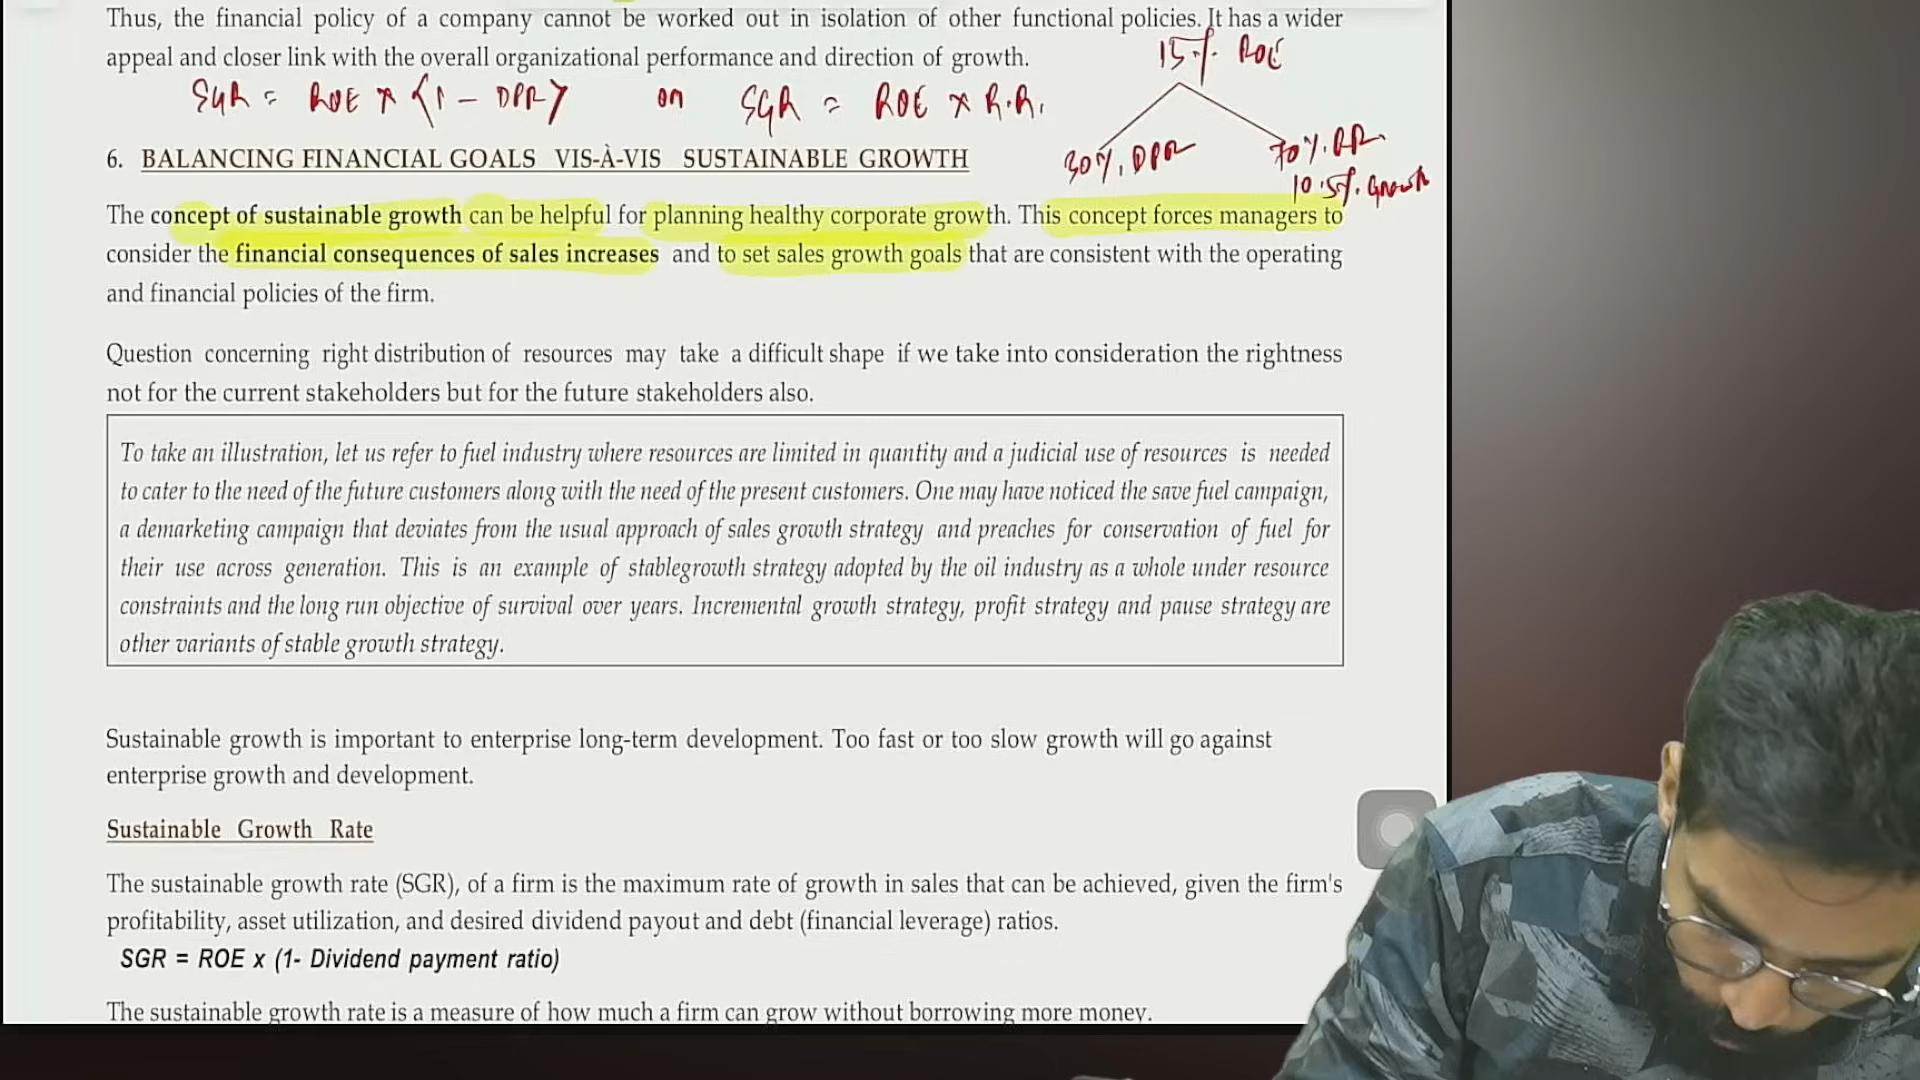 Thus, the financial policy of a company cannot be worked out in isolation of other functional policies. It has a wider
appeal and closer link with the overall organizational performance and direction of growth.
15% ROE
SGR = ROE x (1 - DPR) or SGR = ROE x R.R.
30% DPR
70% RR
10.5% Growth
6. BALANCING FINANCIAL GOALS VIS-À-VIS SUSTAINABLE GROWTH
The concept of sustainable growth can be helpful for planning healthy corporate growth. This concept forces managers to
consider the financial consequences of sales increases and to set sales growth goals that are consistent with the operating
and financial policies of the firm.
Question concerning right distribution of resources may take a difficult shape if we take into consideration the rightness
not for the current stakeholders but for the future stakeholders also.
To take an illustration, let us refer to fuel industry where resources are limited in quantity and a judicial use of resources is needed
to cater to the need of the future customers along with the need of the present customers. One may have noticed the save fuel campaign,
a demarketing campaign that deviates from the usual approach of sales growth strategy and preaches for conservation of fuel for
their use across generation. This is an example of stablegrowth strategy adopted by the oil industry as a whole under resource
constraints and the long run objective of survival over years. Incremental growth strategy, profit strategy and pause strategy are
other variants of stable growth strategy.
Sustainable growth is important to enterprise long-term development. Too fast or too slow growth will go against
enterprise growth and development.
Sustainable Growth Rate
The sustainable growth rate (SGR), of a firm is the maximum rate of growth in sales that can be achieved, given the firm's
profitability, asset utilization, and desired dividend payout and debt (financial leverage) ratios.
SGR = ROE x (1- Dividend payment ratio)
The sustainable growth rate is a measure of how much a firm can grow without borrowing more money.